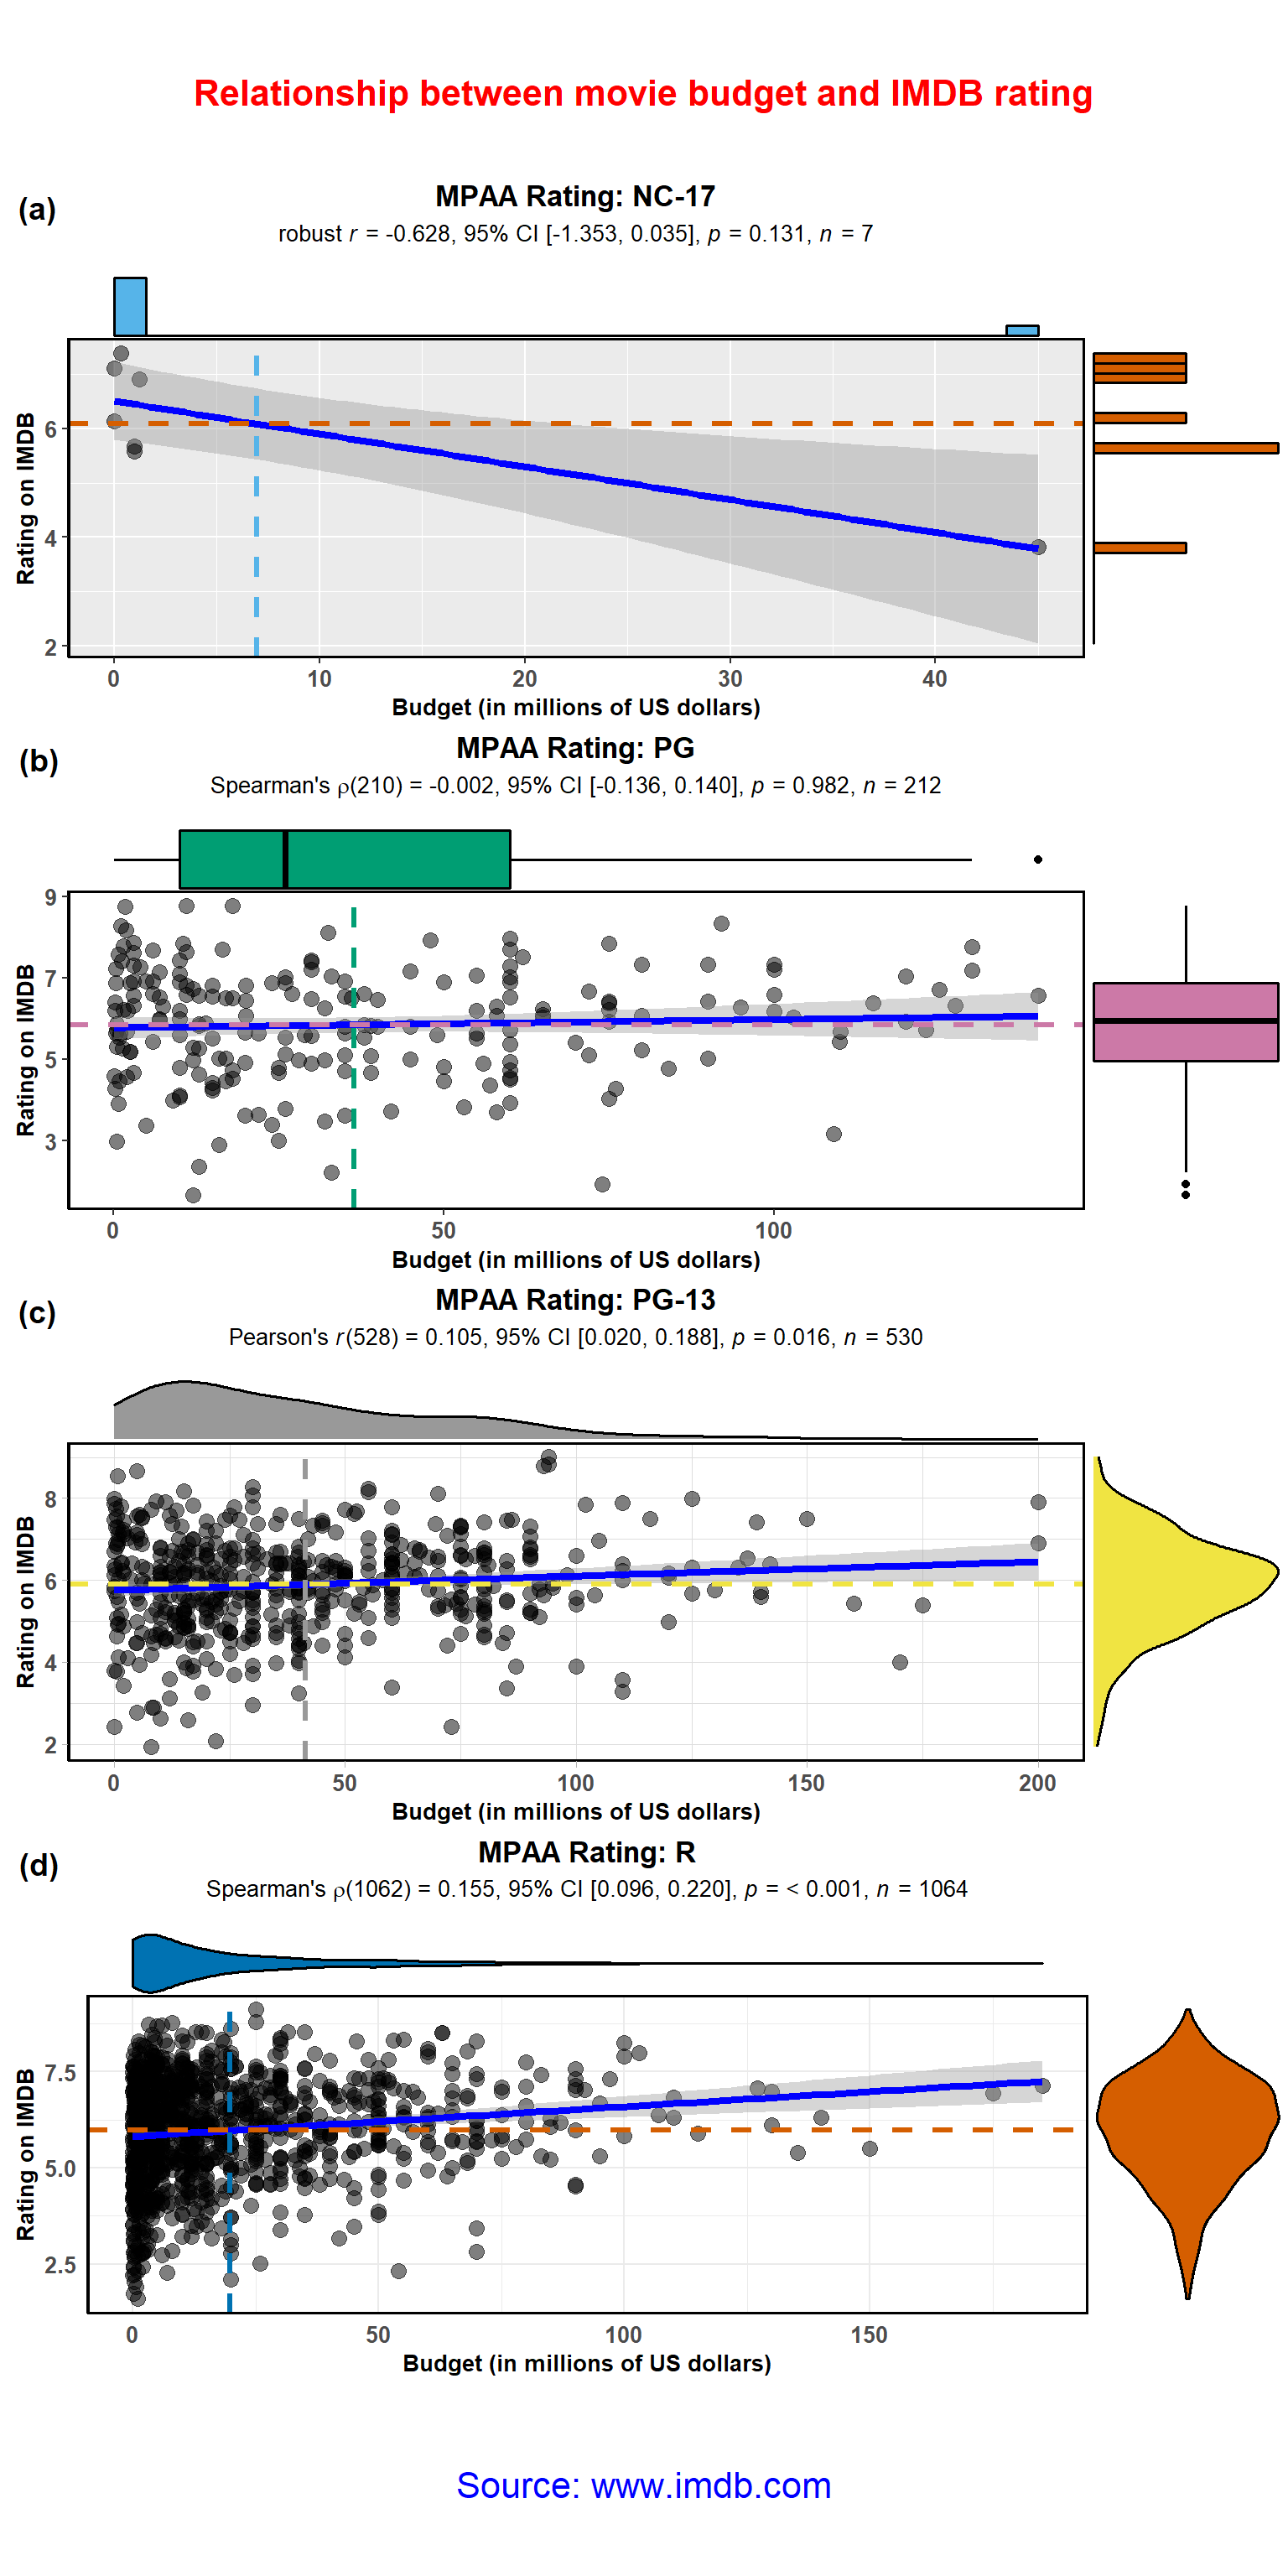 Relationship between movie budget and IMDB rating
(a)
MPAA Rating: NC-17
robust r = -0.628, 95% CI [-1.353, 0.035], p = 0.131, n = 7
Rating on IMDB
6
4
2
0 10 20 30 40
Budget (in millions of US dollars)
(b)
MPAA Rating: PG
Spearman's ρ(210) = -0.002, 95% CI [-0.136, 0.140], p = 0.982, n = 212
Rating on IMDB
9
7
5
3
0 50 100
Budget (in millions of US dollars)
(c)
MPAA Rating: PG-13
Pearson's r(528) = 0.105, 95% CI [0.020, 0.188], p = 0.016, n = 530
Rating on IMDB
8
6
4
2
0 50 100 150 200
Budget (in millions of US dollars)
(d)
MPAA Rating: R
Spearman's ρ(1062) = 0.155, 95% CI [0.096, 0.220], p = < 0.001, n = 1064
Rating on IMDB
7.5
5.0
2.5
0 50 100 150
Budget (in millions of US dollars)
Source: www.imdb.com